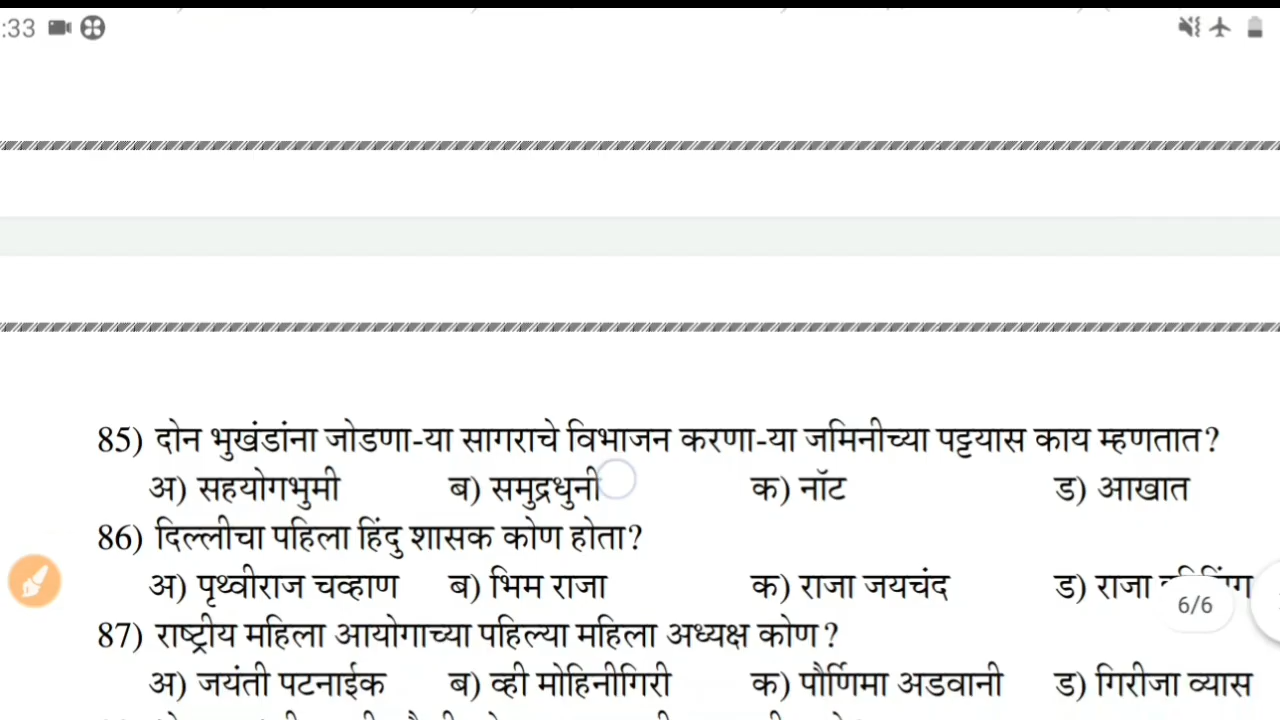 :33
85) दोन भुखंडांना जोडणा-या सागराचे विभाजन करणा-या जमिनीच्या पट्टयास काय म्हणतात?
अ) सहयोगभुमी ब) समुद्रधुनी क) नॉट ड) आखात
86) दिल्लीचा पहिला हिंदु शासक कोण होता?
अ) पृथ्वीराज चव्हाण ब) भिम राजा क) राजा जयचंद ड) राजा
6/6
87) राष्ट्रीय महिला आयोगाच्या पहिल्या महिला अध्यक्ष कोण?
अ) जयंती पटनाईक ब) व्ही मोहिनीगिरी क) पौर्णिमा अडवानी ड) गिरीजा व्यास